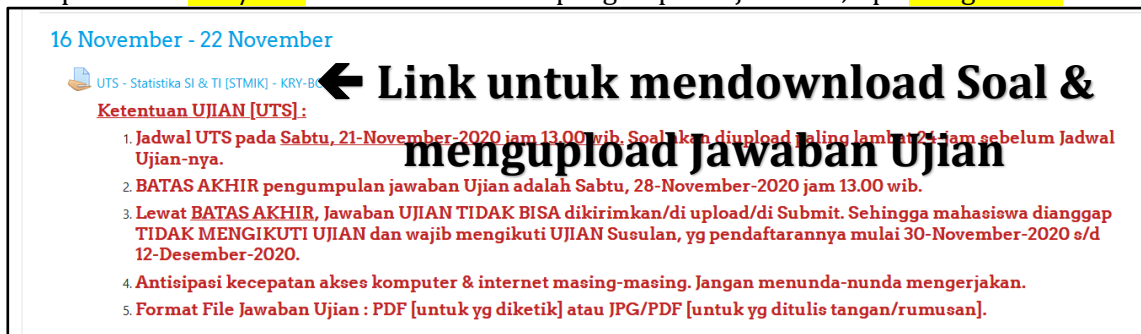 16 November - 22 November
UTS - Statistika SI & TI [STMIK] - KRY-BO
← Link untuk mendownload Soal &
mengupload Jawaban Ujian
Ketentuan UJIAN [UTS] :
1. Jadwal UTS pada Sabtu, 21-November-2020 jam 13.00 wib. Soal akan diupload paling lambat 24-jam sebelum Jadwal
Ujian-nya.
2. BATAS AKHIR pengumpulan jawaban Ujian adalah Sabtu, 28-November-2020 jam 13.00 wib.
3. Lewat BATAS AKHIR, Jawaban UJIAN TIDAK BISA dikirimkan/di upload/di Submit. Sehingga mahasiswa dianggap
TIDAK MENGIKUTI UJIAN dan wajib mengikuti UJIAN Susulan, yg pendaftarannya mulai 30-November-2020 s/d
12-Desember-2020.
4. Antisipasi kecepatan akses komputer & internet masing-masing. Jangan menunda-nunda mengerjakan.
5. Format File Jawaban Ujian : PDF [untuk yg diketik] atau JPG/PDF [untuk yg ditulis tangan/rumusan].